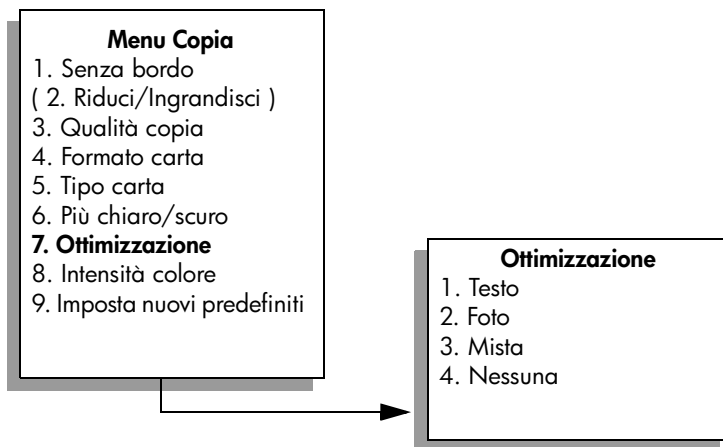 Menu Copia
1. Senza bordo
( 2. Riduci/Ingrandisci )
3. Qualità copia
4. Formato carta
5. Tipo carta
6. Più chiaro/scuro
7. Ottimizzazione
8. Intensità colore
9. Imposta nuovi predefiniti
Ottimizzazione
1. Testo
2. Foto
3. Mista
4. Nessuna